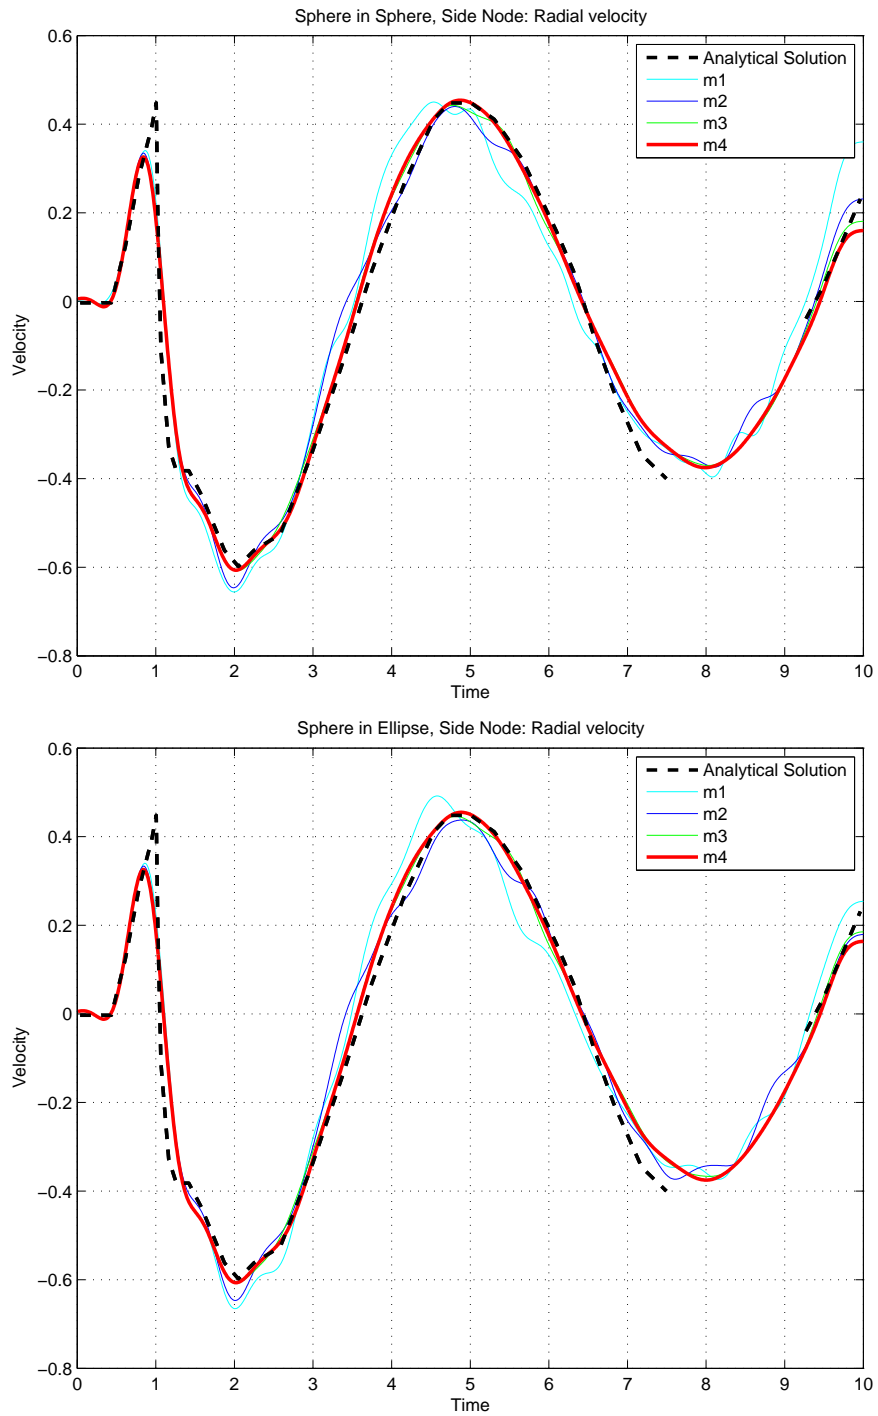 Sphere in Sphere, Side Node: Radial velocity
0.6
0.4
0.2
0
−0.2
−0.4
−0.6
−0.8
Velocity
Analytical Solution
m1
m2
m3
m4
0 1 2 3 4 5 6 7 8 9 10
Time
Sphere in Ellipse, Side Node: Radial velocity
0.6
0.4
0.2
0
−0.2
−0.4
−0.6
−0.8
Velocity
Analytical Solution
m1
m2
m3
m4
0 1 2 3 4 5 6 7 8 9 10
Time